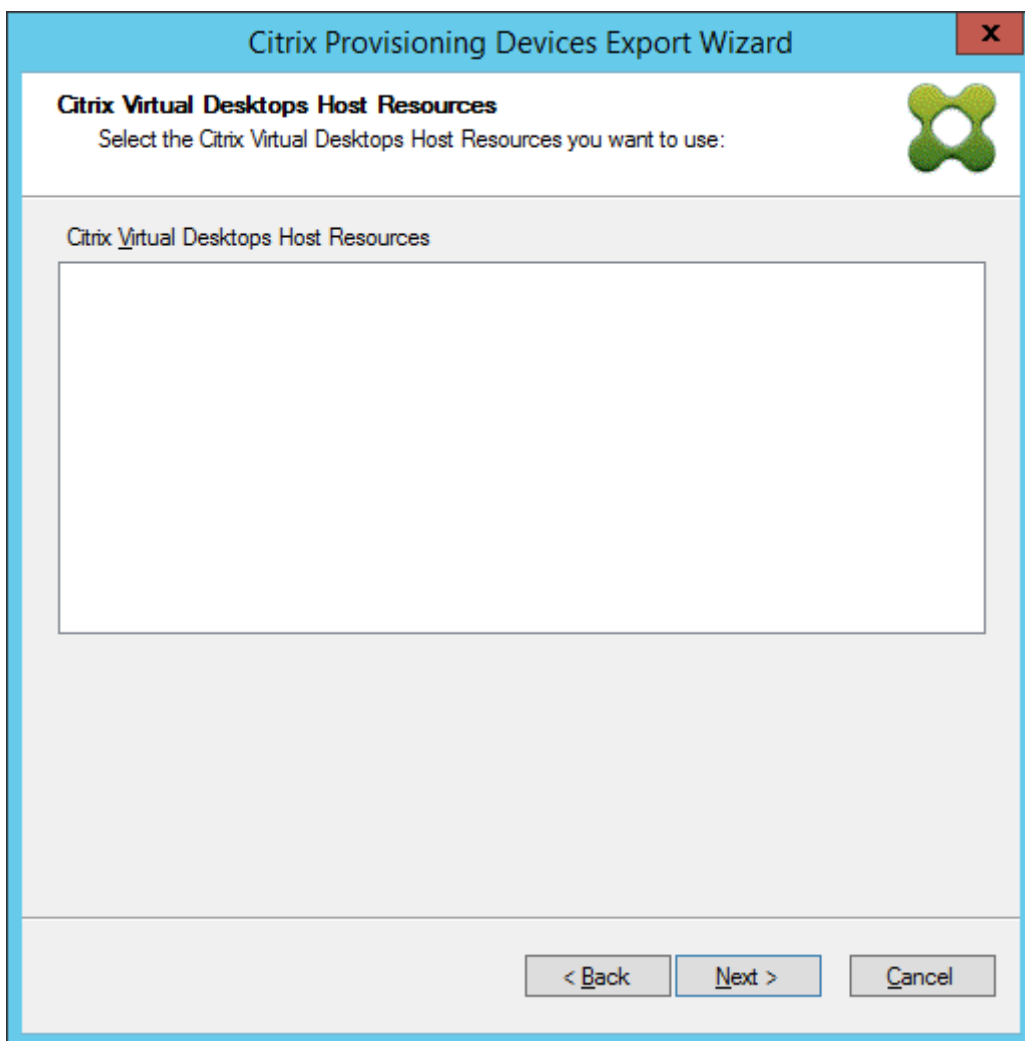 Citrix Provisioning Devices Export Wizard
x
Citrix Virtual Desktops Host Resources
Select the Citrix Virtual Desktops Host Resources you want to use:
Citrix Virtual Desktops Host Resources
< Back Next > Cancel